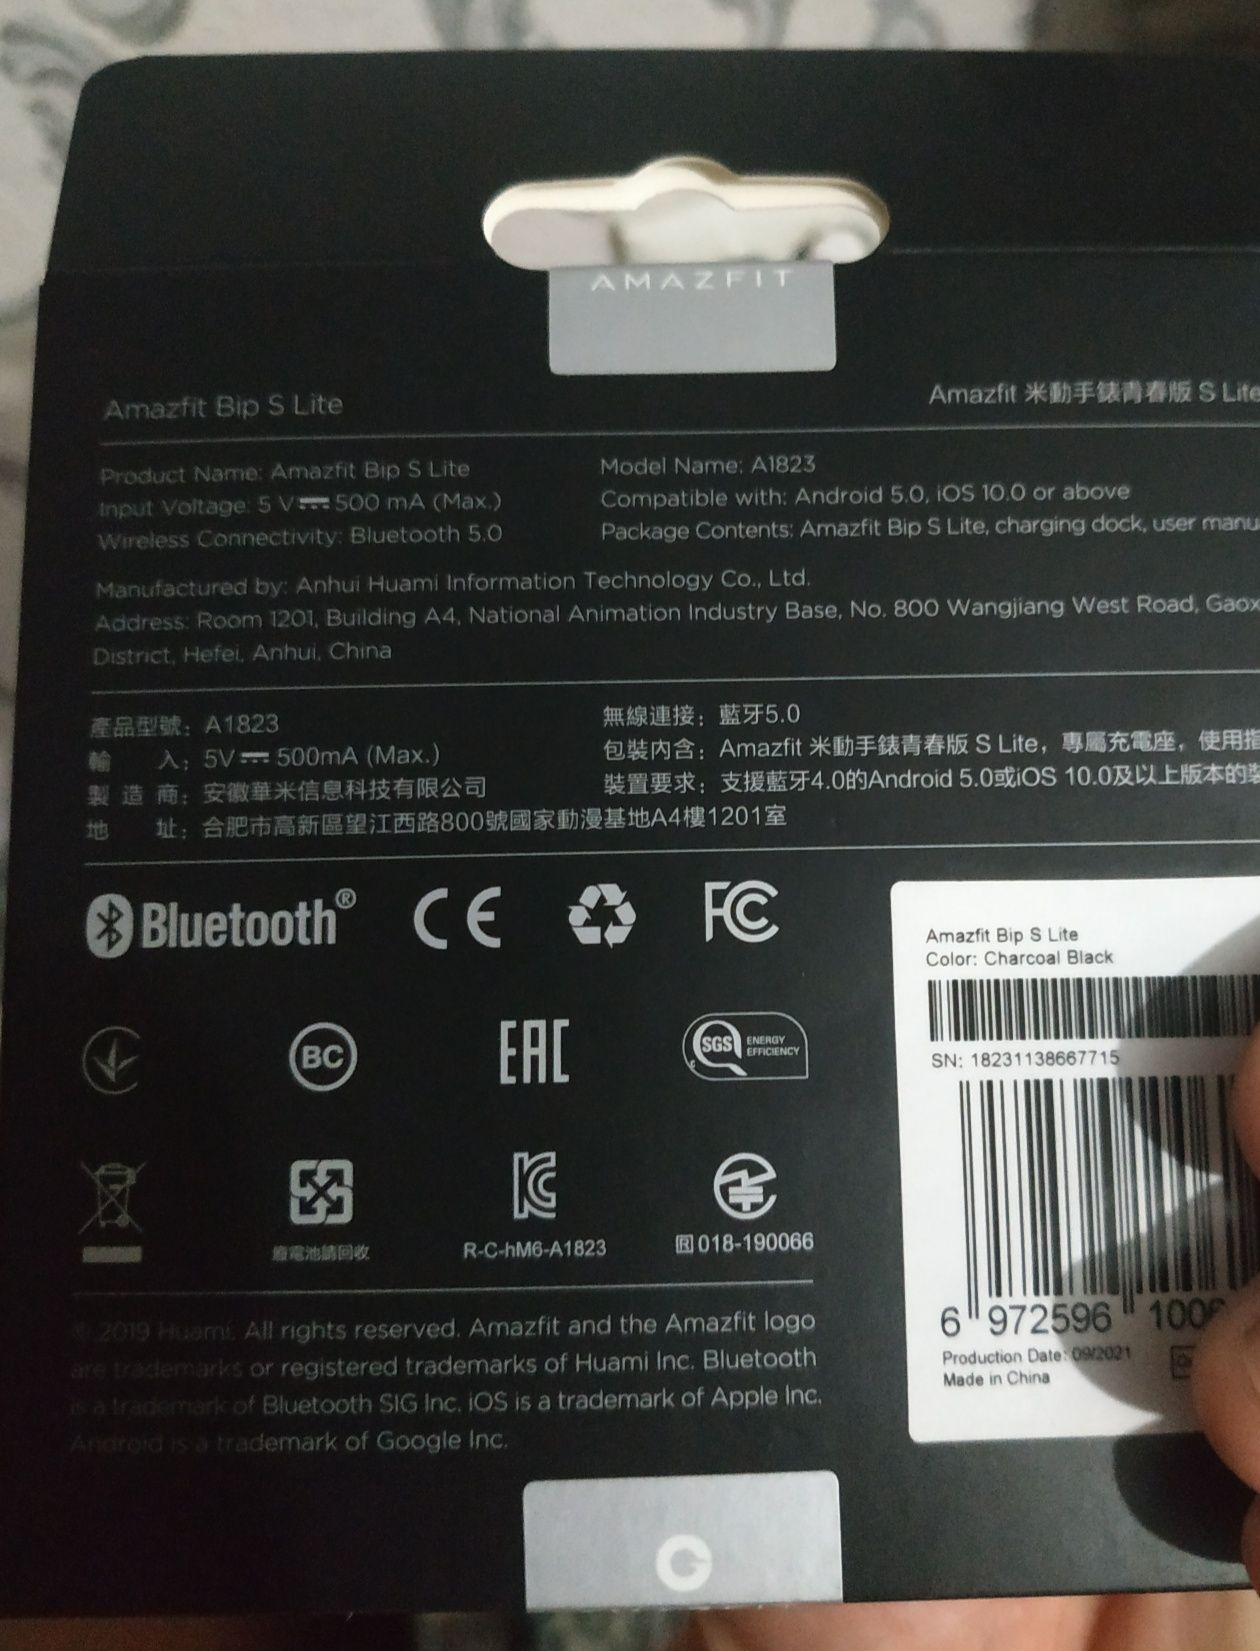 AMAZFIT
Amazfit Bip S Lite
Amazfit 米動手錶青春版 S Lite
Product Name: Amazfit Bip S Lite
Input Voltage: 5 V⎓500 mA (Max.)
Wireless Connectivity: Bluetooth 5.0
Model Name: A1823
Compatible with: Android 5.0, iOS 10.0 or above
Package Contents: Amazfit Bip S Lite, charging dock, user manu
Manufactured by: Anhui Huami Information Technology Co., Ltd.
Address: Room 1201, Building A4, National Animation Industry Base, No. 800 Wangjiang West Road, Gaox
District, Hefei, Anhui, China
產品型號：A1823
輸入：5V⎓500mA (Max.)
製造商：安徽華米信息科技有限公司
地址：合肥市高新區望江西路800號國家動漫基地A4樓1201室
無線連接：藍牙5.0
包裝內含：Amazfit 米動手錶青春版 S Lite，專屬充電座，使用指
裝置要求：支援藍牙4.0的Android 5.0或iOS 10.0及以上版本的裝
Bluetooth® CE FC
BC EAC SGS ENERGY
EFFICIENCY
廢電池請回收
R-C-hM6-A1823
R 018-190066
© 2019 Huami. All rights reserved. Amazfit and the Amazfit logo
are trademarks or registered trademarks of Huami Inc. Bluetooth
is a trademark of Bluetooth SIG Inc. iOS is a trademark of Apple Inc.
Android is a trademark of Google Inc.
Amazfit Bip S Lite
Color: Charcoal Black
SN: 18231138667715
6 972596 100
Production Date: 09/2021
Made in China